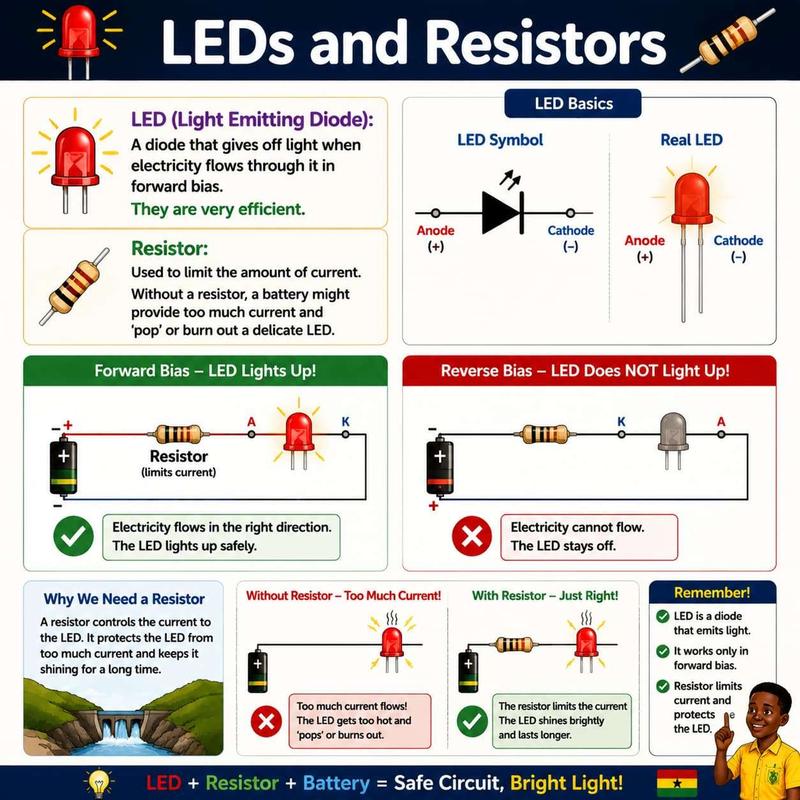 LEDs and Resistors
LED (Light Emitting Diode):
A diode that gives off light when
electricity flows through it in
forward bias.
They are very efficient.
Resistor:
Used to limit the amount of current.
Without a resistor, a battery might
provide too much current and
‘pop’ or burn out a delicate LED.
LED Basics
LED Symbol
Anode
(+)
Cathode
(–)
Real LED
Anode
(+)
Cathode
(–)
Forward Bias – LED Lights Up!
– +
A
K
+
Resistor
(limits current)
–
Electricity flows in the right direction.
The LED lights up safely.
Reverse Bias – LED Does NOT Light Up!
–
K
A
+
+
Electricity cannot flow.
The LED stays off.
Why We Need a Resistor
A resistor controls the current to
the LED. It protects the LED from
too much current and keeps it
shining for a long time.
Without Resistor – Too Much Current!
+
Too much current flows!
The LED gets too hot and
‘pops’ or burns out.
With Resistor – Just Right!
+
The resistor limits the current
The LED shines brightly
and lasts longer.
Remember!
LED is a diode
that emits light.
It works only in
forward bias.
Resistor limits
current and
protects e
the LED.
LED + Resistor + Battery = Safe Circuit, Bright Light!